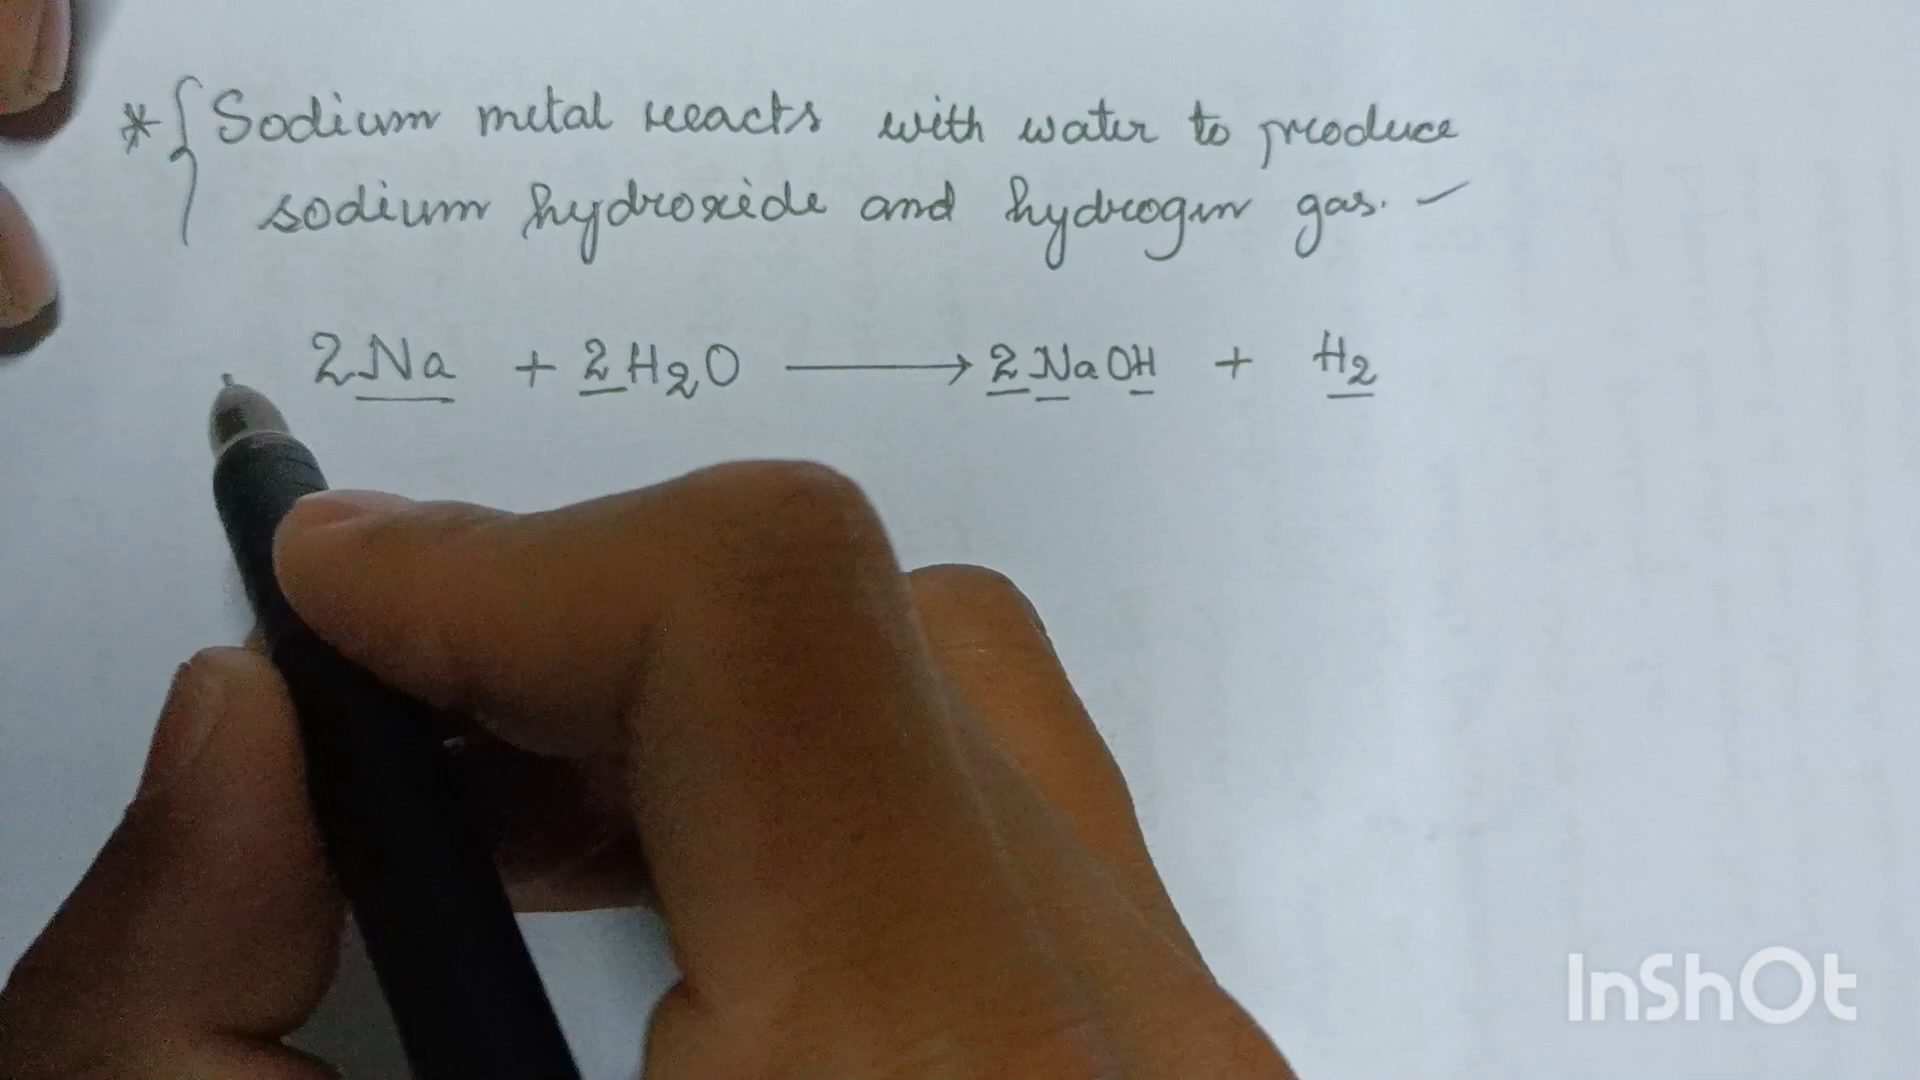 * { Sodium metal reacts with water to produce
sodium hydroxide and hydrogen gas. –
2Na + 2H₂O ⟶ 2NaOH + H₂
InShOt